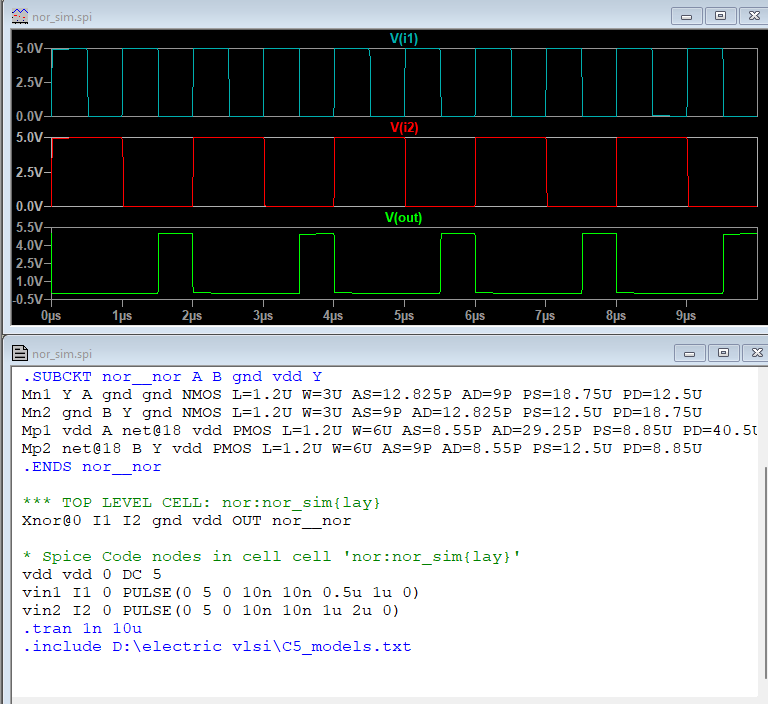 nor_sim.spi
V(i1)
5.0V
2.5V
0.0V
V(i2)
5.0V
2.5V
0.0V
V(out)
5.5V
4.0V
2.5V
1.0V
-0.5V
0µs 1µs 2µs 3µs 4µs 5µs 6µs 7µs 8µs 9µs
nor_sim.spi
.SUBCKT nor__nor A B gnd vdd Y
Mn1 Y A gnd gnd NMOS L=1.2U W=3U AS=12.825P AD=9P PS=18.75U PD=12.5U
Mn2 gnd B Y gnd NMOS L=1.2U W=3U AS=9P AD=12.825P PS=12.5U PD=18.75U
Mp1 vdd A net@18 vdd PMOS L=1.2U W=6U AS=8.55P AD=29.25P PS=8.85U PD=40.5U
Mp2 net@18 B Y vdd PMOS L=1.2U W=6U AS=9P AD=8.55P PS=12.5U PD=8.85U
.ENDS nor__nor
*** TOP LEVEL CELL: nor:nor_sim{lay}
Xnor@0 I1 I2 gnd vdd OUT nor__nor
* Spice Code nodes in cell cell 'nor:nor_sim{lay}'
vdd vdd 0 DC 5
vin1 I1 0 PULSE(0 5 0 10n 10n 0.5u 1u 0)
vin2 I2 0 PULSE(0 5 0 10n 10n 1u 2u 0)
.tran 1n 10u
.include D:\electric vlsi\C5_models.txt